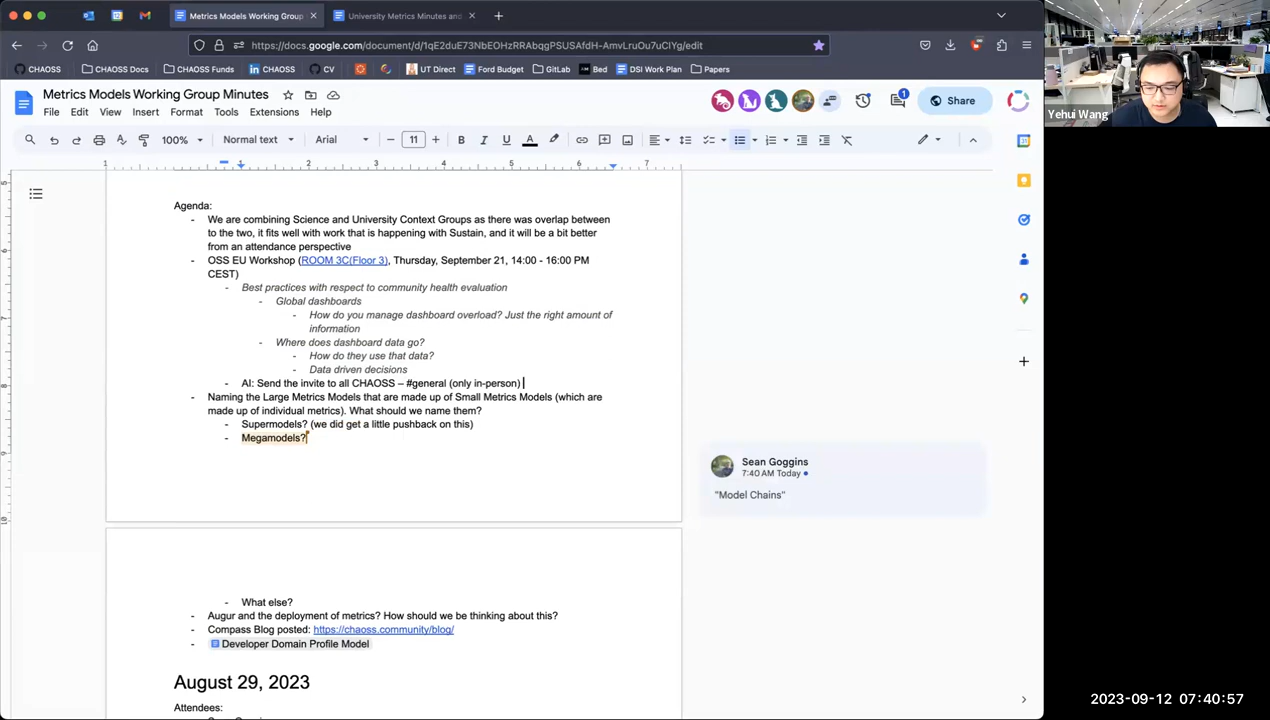 Metrics Models Working Group
University Metrics Minutes and
https://docs.google.com/document/d/1qE2duE73NbEOHzRRAbqgPSUSAfdH-AmvLruOu7uClYg/edit
CHAOSS
CHAOSS Docs
CHAOSS Funds
CHAOSS
CV
UT Direct
Ford Budget
GitLab
Bed
DSI Work Plan
Papers
Metrics Models Working Group Minutes
File Edit View Insert Format Tools Extensions Help
1
Share
100%
Normal text
Arial
11
1 1 2 3 4 5 6 7
Agenda:
- We are combining Science and University Context Groups as there was overlap between
to the two, it fits well with work that is happening with Sustain, and it will be a bit better
from an attendance perspective
- OSS EU Workshop (ROOM 3C(Floor 3), Thursday, September 21, 14:00 - 16:00 PM
CEST)
- Best practices with respect to community health evaluation
- Global dashboards
- How do you manage dashboard overload? Just the right amount of
information
- Where does dashboard data go?
- How do they use that data?
- Data driven decisions
- AI: Send the invite to all CHAOSS – #general (only in-person)
- Naming the Large Metrics Models that are made up of Small Metrics Models (which are
made up of individual metrics). What should we name them?
- Supermodels? (we did get a little pushback on this)
- Megamodels?
Sean Goggins
7:40 AM Today
"Model Chains"
- What else?
- Augur and the deployment of metrics? How should we be thinking about this?
- Compass Blog posted: https://chaoss.community/blog/
- Developer Domain Profile Model
August 29, 2023
Attendees:
Yehui Wang
2023-09-12 07:40:57